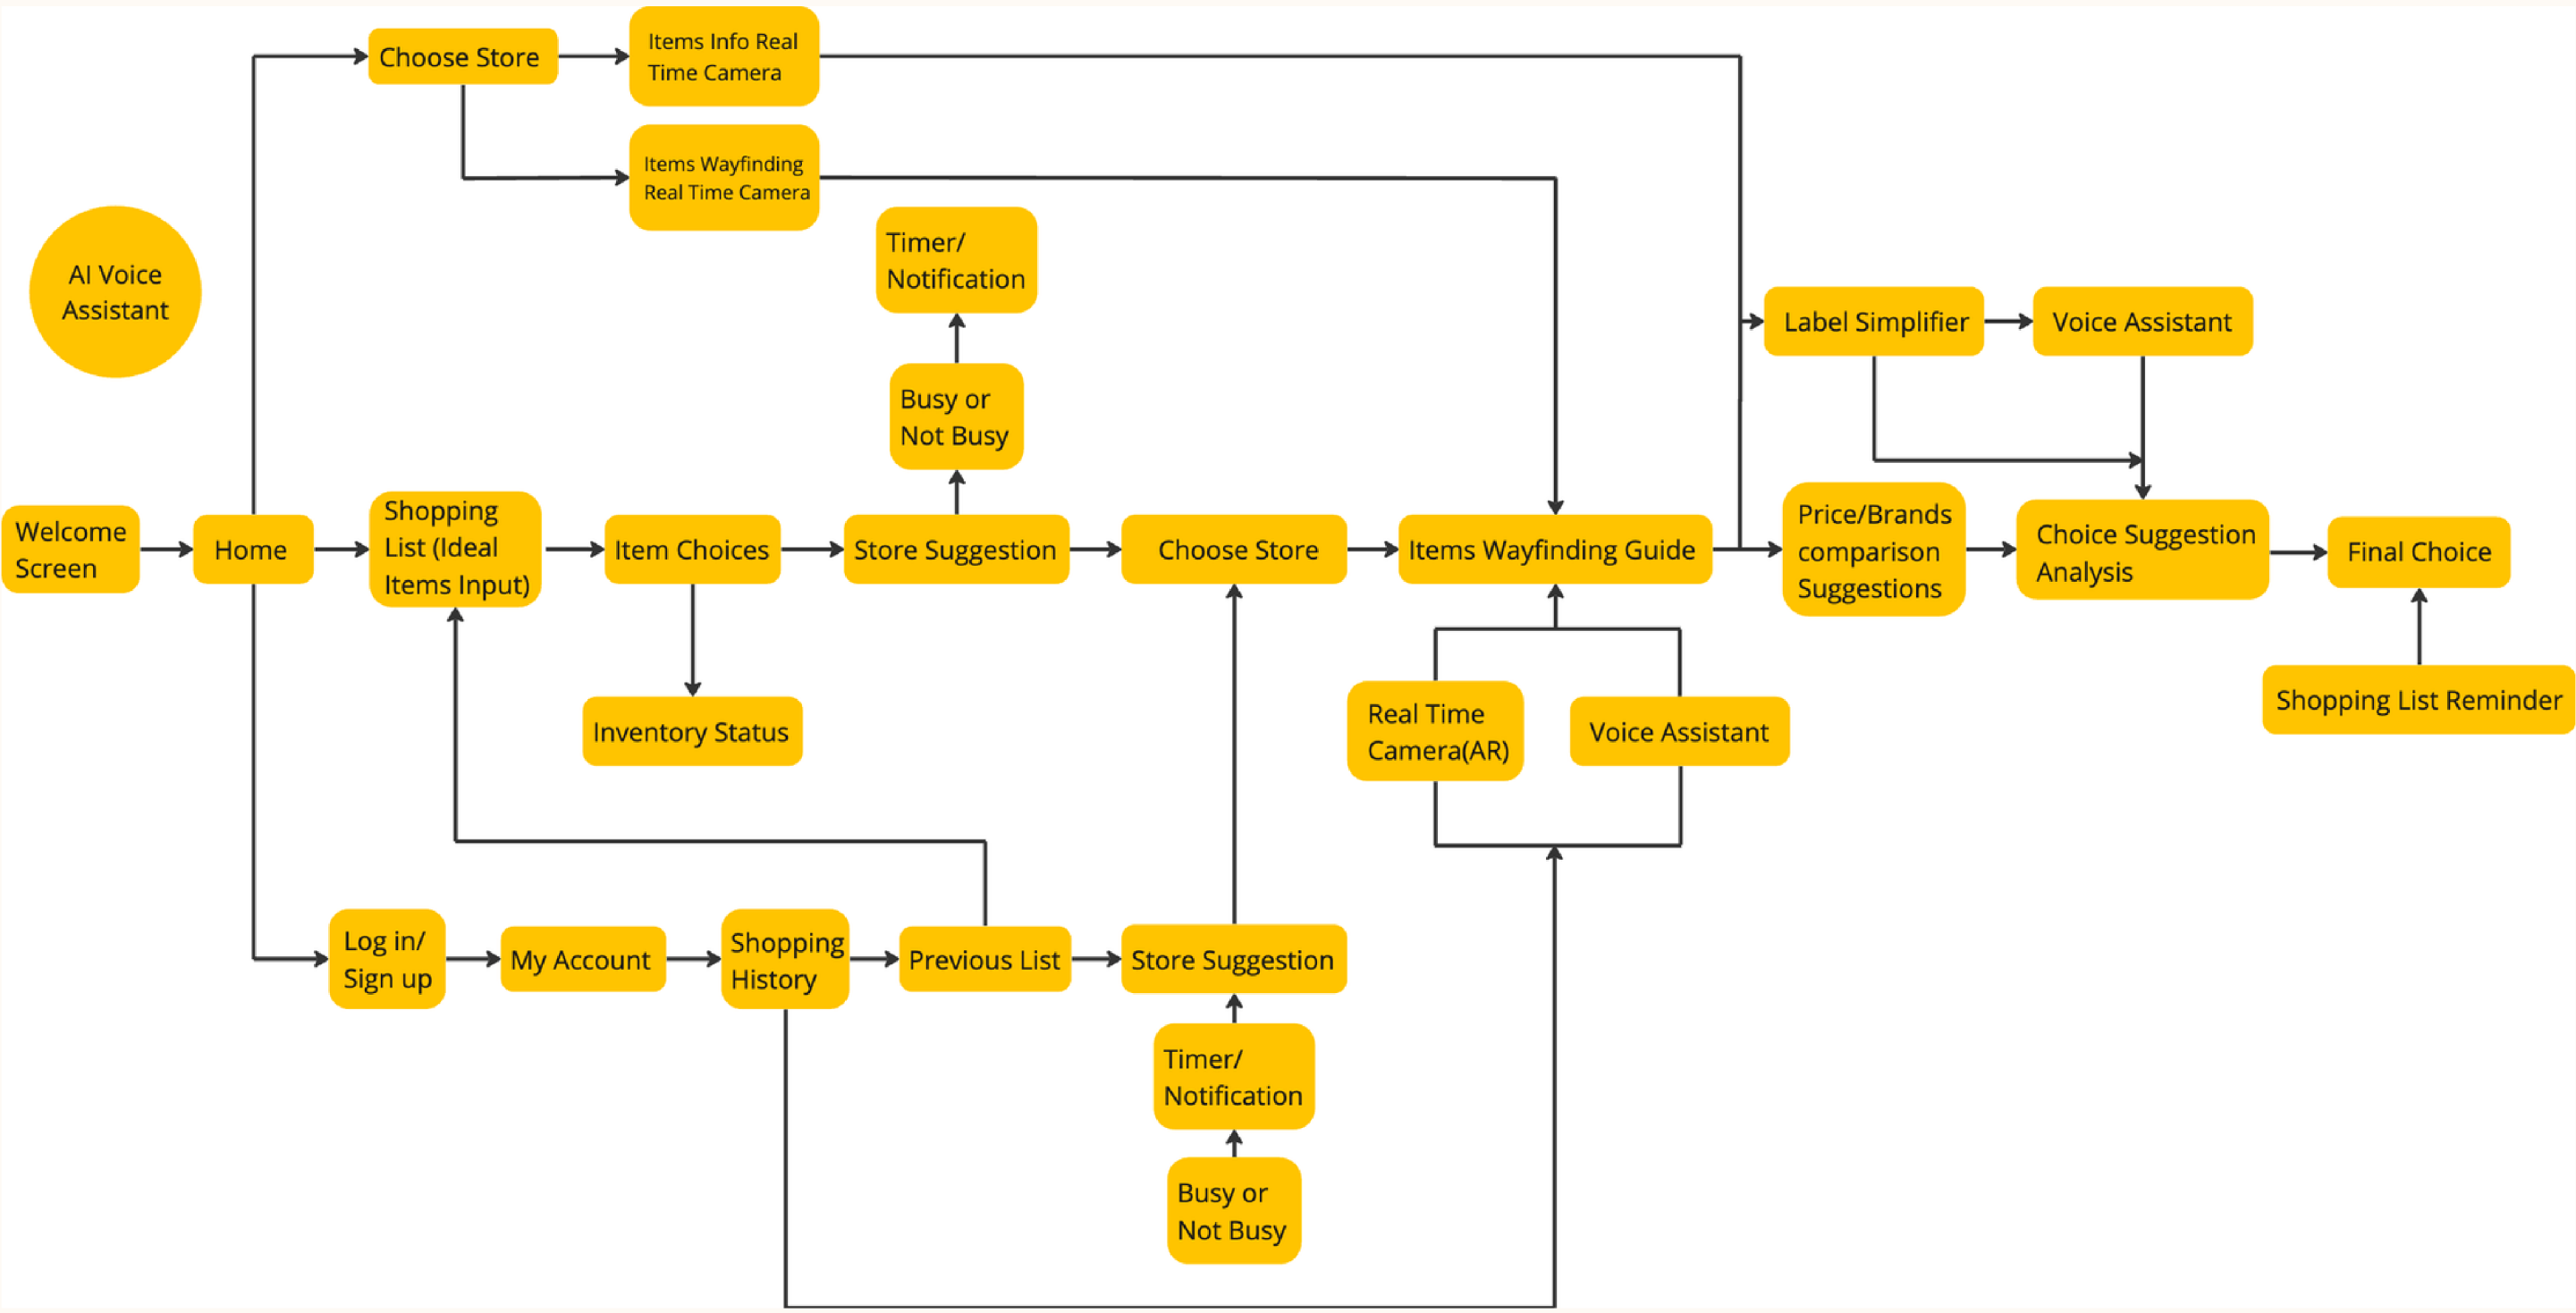 Choose Store
Items Info Real
Time Camera
Items Wayfinding
Real Time Camera
AI Voice
Assistant
Timer/
Notification
Busy or
Not Busy
Label Simplifier
Voice Assistant
Welcome
Screen
Home
Shopping
List (Ideal
Items Input)
Item Choices
Store Suggestion
Choose Store
Items Wayfinding Guide
Price/Brands
comparison
Suggestions
Choice Suggestion
Analysis
Final Choice
Inventory Status
Real Time
Camera(AR)
Voice Assistant
Shopping List Reminder
Log in/
Sign up
My Account
Shopping
History
Previous List
Store Suggestion
Timer/
Notification
Busy or
Not Busy